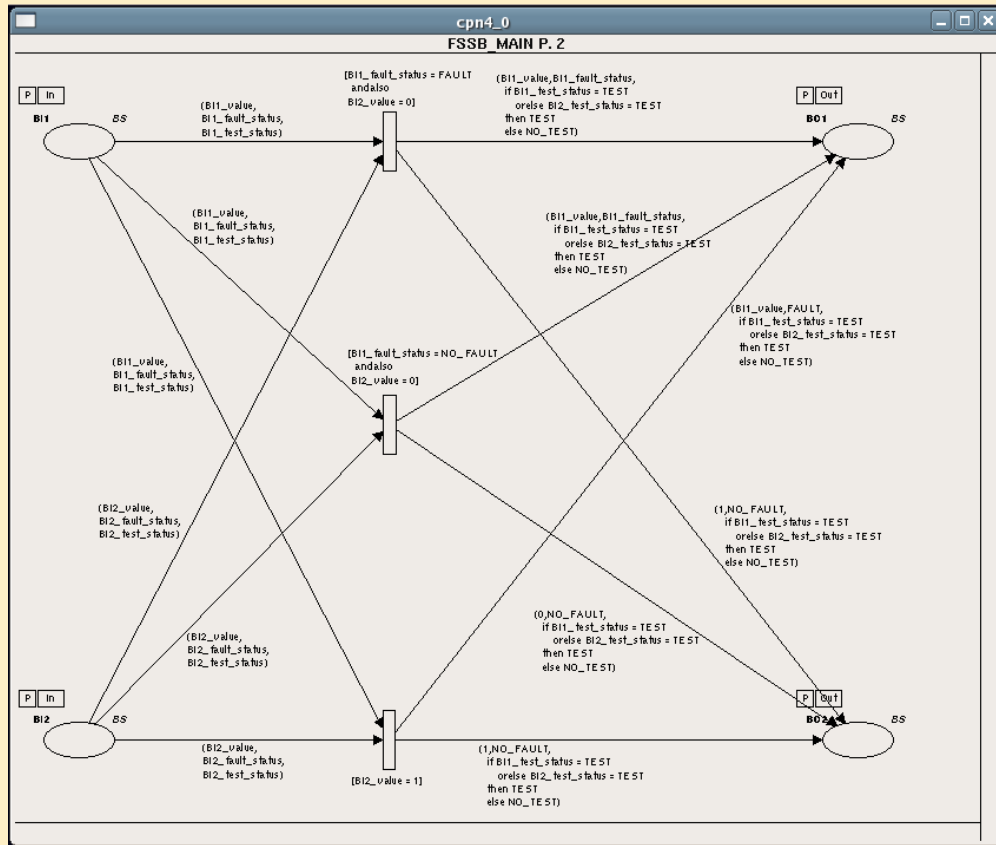 cpn4_0
FSSB_MAIN P. 2
[BI1_fault_status = FAULT
andalso
BI2_value = 0]
(BI1_value,BI1_fault_status,
if BI1_test_status = TEST
orelse BI2_test_status = TEST
then TEST
else NO_TEST)
P In
BI1 BS
(BI1_value,
BI1_fault_status,
BI1_test_status)
P Out
BO1 BS
(BI1_value,
BI1_fault_status,
BI1_test_status)
(BI1_value,BI1_fault_status,
if BI1_test_status = TEST
orelse BI2_test_status = TEST
then TEST
else NO_TEST)
(BI1_value,FAULT,
if BI1_test_status = TEST
orelse BI2_test_status = TEST
then TEST
else NO_TEST)
(BI1_value,
BI1_fault_status,
BI1_test_status)
[BI1_fault_status = NO_FAULT
andalso
BI2_value = 0]
(BI2_value,
BI2_fault_status,
BI2_test_status)
(1,NO_FAULT,
if BI1_test_status = TEST
orelse BI2_test_status = TEST
then TEST
else NO_TEST)
(BI2_value,
BI2_fault_status,
BI2_test_status)
(0,NO_FAULT,
if BI1_test_status = TEST
orelse BI2_test_status = TEST
then TEST
else NO_TEST)
P In
BI2 BS
(BI2_value,
BI2_fault_status,
BI2_test_status)
[BI2_value = 1]
(1,NO_FAULT,
if BI1_test_status = TEST
orelse BI2_test_status = TEST
then TEST
else NO_TEST)
P Out
BO2 BS